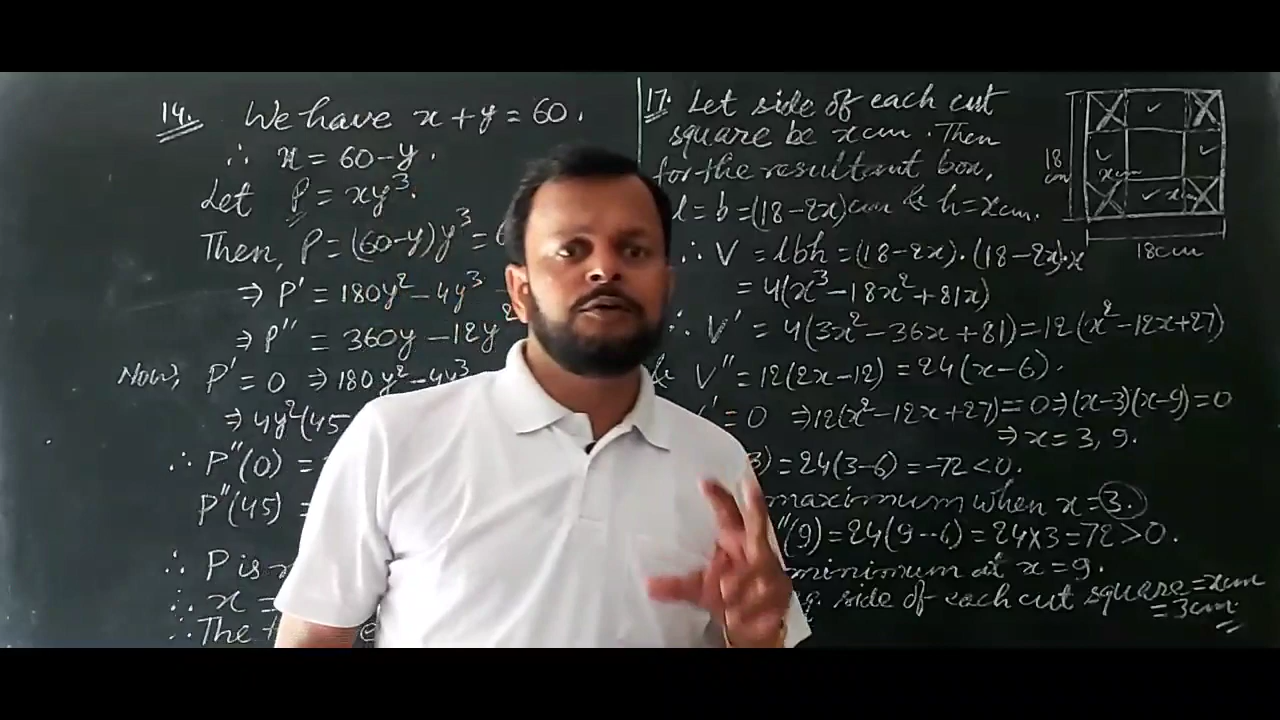 14. We have x + y = 60.
∴ x = 60-y.
Let P = xy³.
Then, P = (60-y)y³ =
⇒ P' = 180y² - 4y³
⇒ P'' = 360y - 12y²
Now, P' = 0 ⇒ 180y² - 4y³
⇒ 4y²(45
∴ P''(0) =
P''(45) =
∴ P is
∴ x =
∴ The
17. Let side of each cut
square be x cm. Then
for the resultant box,
l = b = (18-2x)cm & h = x cm.
∴ V = lbh = (18-2x).(18-2x).x
= 4(x³-18x²+81x)
∴ V' = 4(3x²-36x+81) = 12(x²-12x+27)
& V'' = 12(2x-12) = 24(x-6).
' = 0 ⇒ 12(x²-12x+27) = 0 ⇒ (x-3)(x-9) = 0
⇒ x = 3, 9.
3) = 24(3-6) = -72 < 0.
maximum when x = 3.
''(9) = 24(9-6) = 24×3 = 72 > 0.
minimum at x = 9.
side of each cut square = x cm
= 3cm.
18
cm
x cm
x cm
18cm